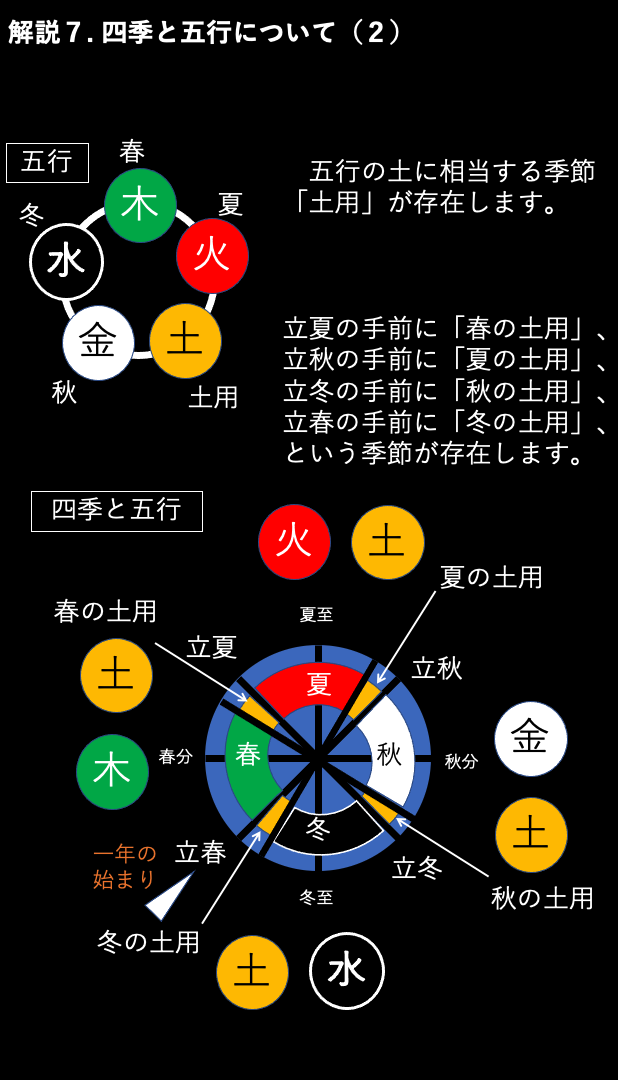 解説７. 四季と五行について（２）
五行
春
木
冬
夏
水
火
金
土
秋
土用
五行の土に相当する季節
「土用」が存在します。
立夏の手前に「春の土用」、
立秋の手前に「夏の土用」、
立冬の手前に「秋の土用」、
立春の手前に「冬の土用」、
という季節が存在します。
四季と五行
火
土
夏の土用
春の土用
夏至
立夏
立秋
土
夏
金
木
春分
春
秋
秋分
土
冬
一年の
始まり
立春
立冬
冬至
秋の土用
冬の土用
土
水